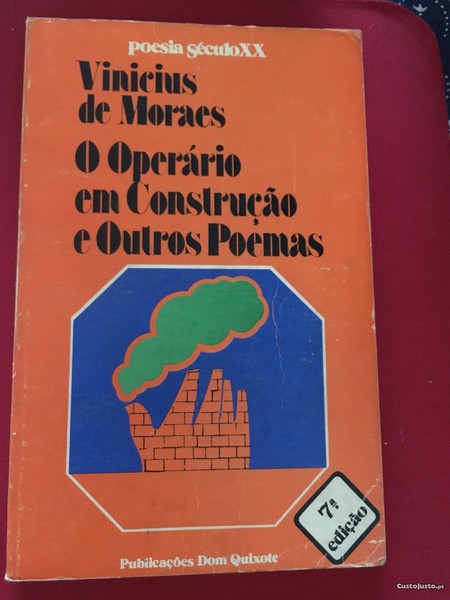 poesia século XX
Vinicius
de Moraes
O Operário
em Construção
e Outros Poemas
7ª
edição
Publicações Dom Quixote
CustoJusto.pt